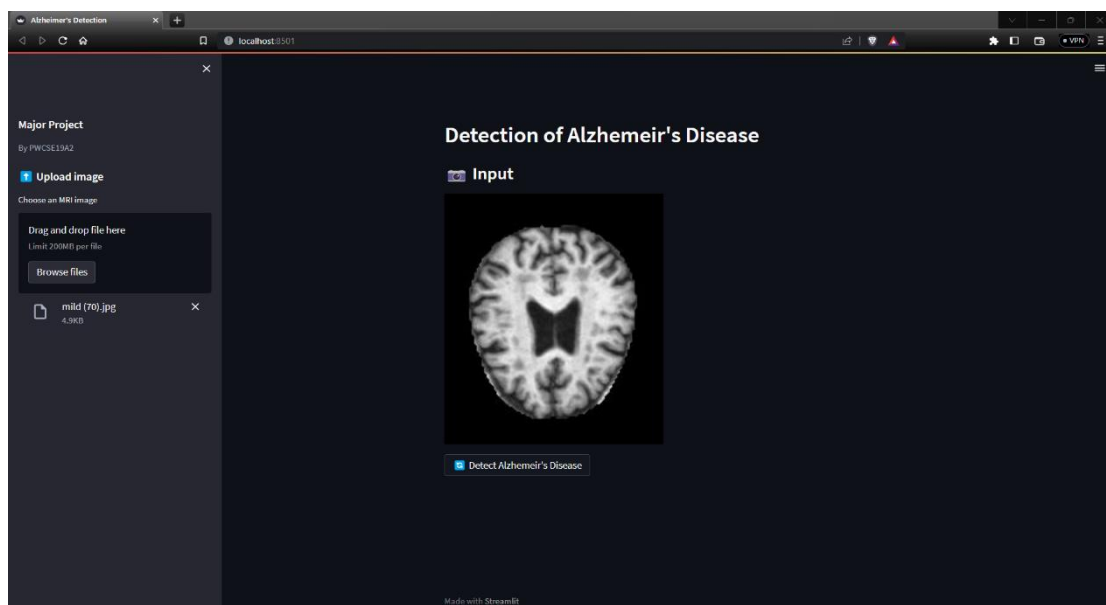 Alzheimer's Detection
localhost:8501
VPN
Major Project
By PWCSE19A2
Upload image
Choose an MRI image
Drag and drop file here
Limit 200MB per file
Browse files
mild (70).jpg
4.9KB
Detection of Alzhemeir's Disease
Input
Detect Alzhemeir's Disease
Made with Streamlit